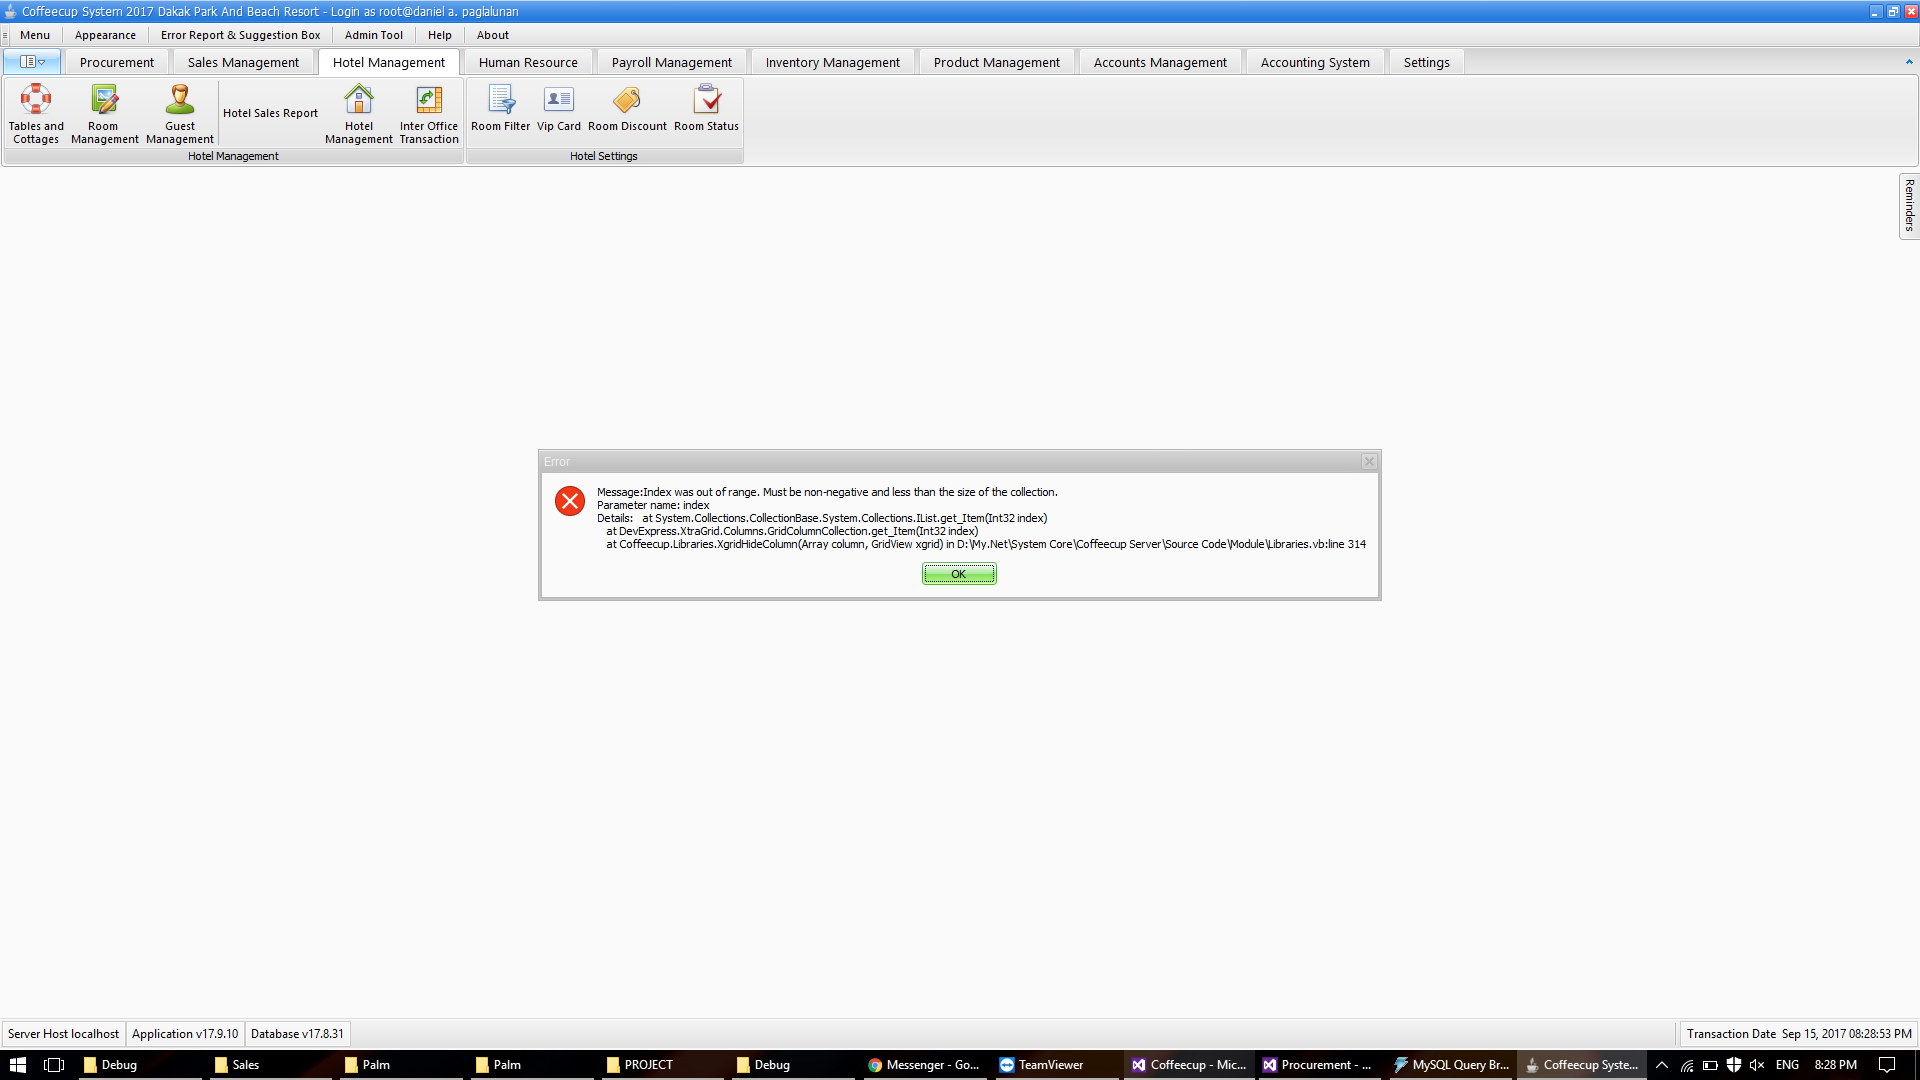 Coffeecup System 2017 Dakak Park And Beach Resort - Login as root@daniel a. paglalunan
Menu Appearance Error Report & Suggestion Box Admin Tool Help About
Procurement Sales Management Hotel Management Human Resource Payroll Management Inventory Management Product Management Accounts Management Accounting System Settings
Tables and Cottages
Room Management
Guest Management
Hotel Sales Report
Hotel Management
Inter Office Transaction
Room Filter
Vip Card
Room Discount
Room Status
Hotel Management
Hotel Settings
Reminders
Error
Message:Index was out of range. Must be non-negative and less than the size of the collection.
Parameter name: index
Details: at System.Collections.CollectionBase.System.Collections.IList.get_Item(Int32 index)
at DevExpress.XtraGrid.Columns.GridColumnCollection.get_Item(Int32 index)
at Coffeecup.Libraries.XgridHideColumn(Array column, GridView xgrid) in D:\My.Net\System Core\Coffeecup Server\Source Code\Module\Libraries.vb:line 314
OK
Server Host localhost Application v17.9.10 Database v17.8.31 Transaction Date Sep 15, 2017 08:28:53 PM
Debug Sales Palm Palm PROJECT Debug Messenger - Go... TeamViewer Coffeecup - Mic... Procurement - ... MySQL Query Br... Coffeecup Syste... ENG 8:28 PM